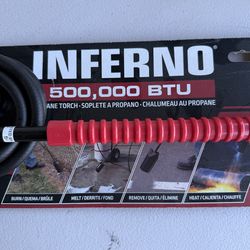 INFERNO
500,000 BTU
ANE TORCH - SOPLETE A PROPANO - CHALUMEAU AU PROPANE
BURN/QUEMA/BRÛLE
MELT/DERRITE/FOND
REMOVE/QUITA/ÉLIMINE
HEAT/CALIENTA/CHAUFFE